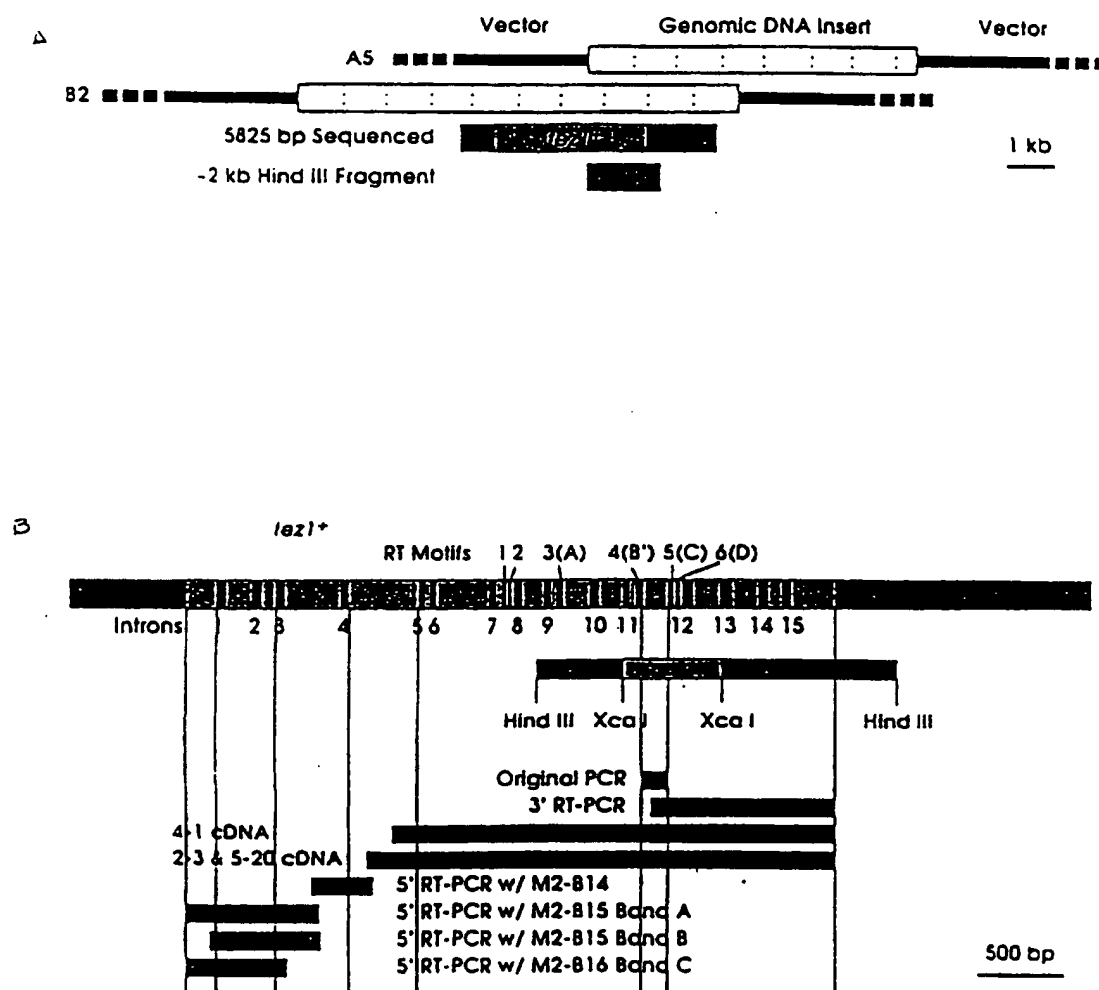 A
Vector Genomic DNA Insert Vector
A5
B2
5825 bp Sequenced tez1+
1 kb
~2 kb Hind III Fragment
B
tez1+
RT Motifs 1 2 3(A) 4(B') 5(C) 6(D)
Introns 2 3 4 5 6 7 8 9 10 11 12 13 14 15
Hind III Xca I Xca I Hind III
Original PCR
3' RT-PCR
4-1 cDNA
2-3 & 5-20 cDNA
5' RT-PCR w/ M2-B14
5' RT-PCR w/ M2-B15 Band A
5' RT-PCR w/ M2-B15 Band B
5' RT-PCR w/ M2-B16 Band C
500 bp